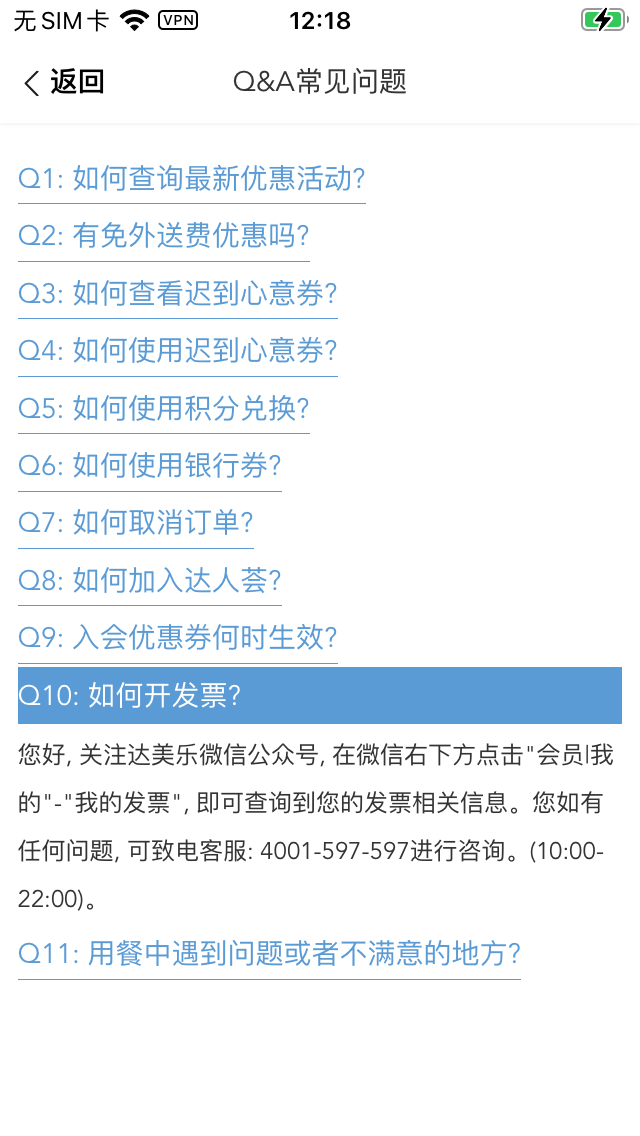 无SIM卡 VPN 12:18
返回 Q&A常见问题
Q1: 如何查询最新优惠活动?
Q2: 有免外送费优惠吗?
Q3: 如何查看迟到心意券?
Q4: 如何使用迟到心意券?
Q5: 如何使用积分兑换?
Q6: 如何使用银行券?
Q7: 如何取消订单?
Q8: 如何加入达人荟?
Q9: 入会优惠券何时生效?
Q10: 如何开发票?
您好, 关注达美乐微信公众号, 在微信右下方点击"会员|我
的"-"我的发票", 即可查询到您的发票相关信息。您如有
任何问题, 可致电客服: 4001-597-597进行咨询。(10:00-
22:00)。
Q11: 用餐中遇到问题或者不满意的地方?